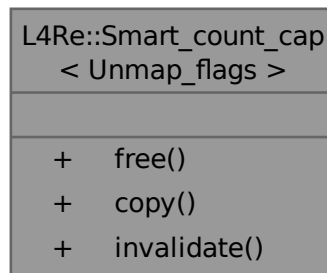 L4Re::Smart_count_cap
< Unmap_flags >
+ free()
+ copy()
+ invalidate()